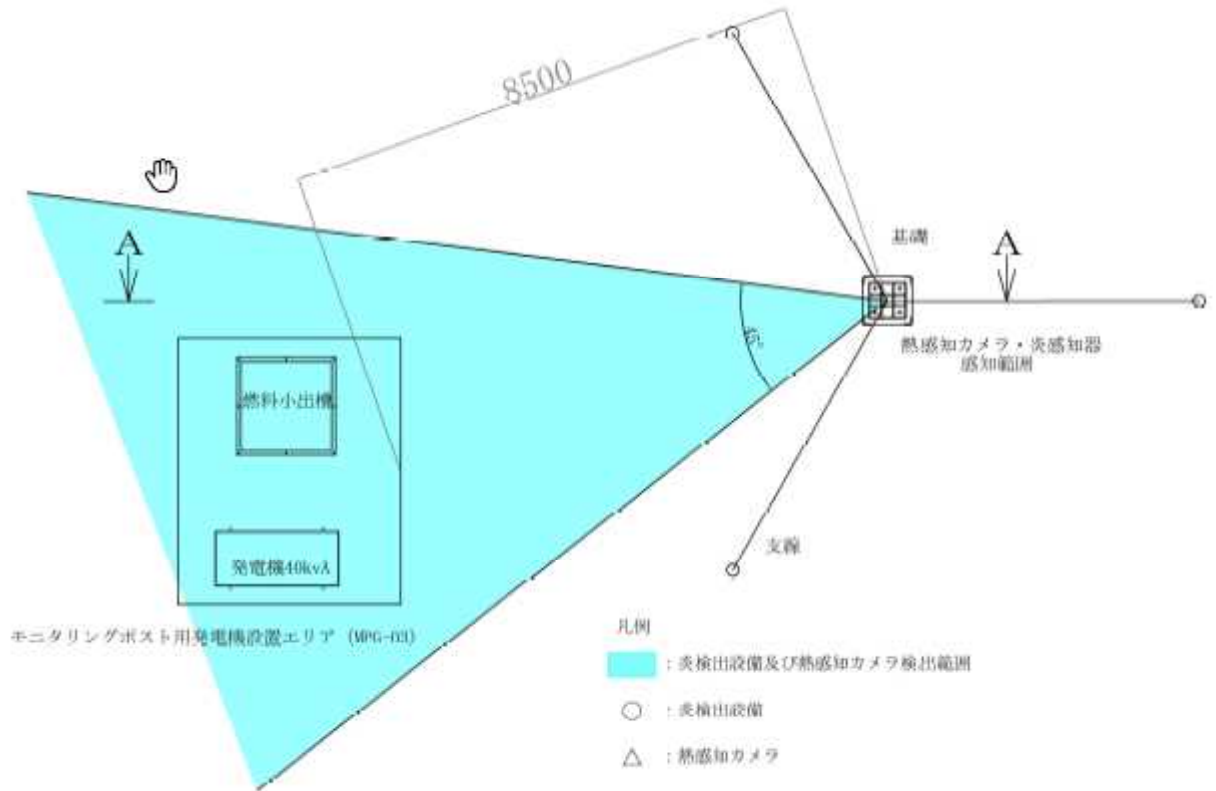 8500
A
A
基礎
熱感知カメラ・炎感知器
感知範囲
45°
燃料小出槽
発電機40kvA
支線
モニタリングポスト用発電機設置エリア (MPG-03)
凡例
：炎検出設備及び熱感知カメラ検出範囲
○ ：炎検出設備
△ ：熱感知カメラ